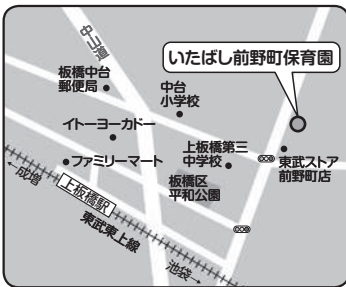 中山道
いたばし前野町保育園
板橋中台
郵便局
中台
小学校
イトーヨーカドー
上板橋第三
中学校
東武ストア
前野町店
ファミリーマート
板橋区
平和公園
←成増
上板橋駅
東武東上線
池袋→